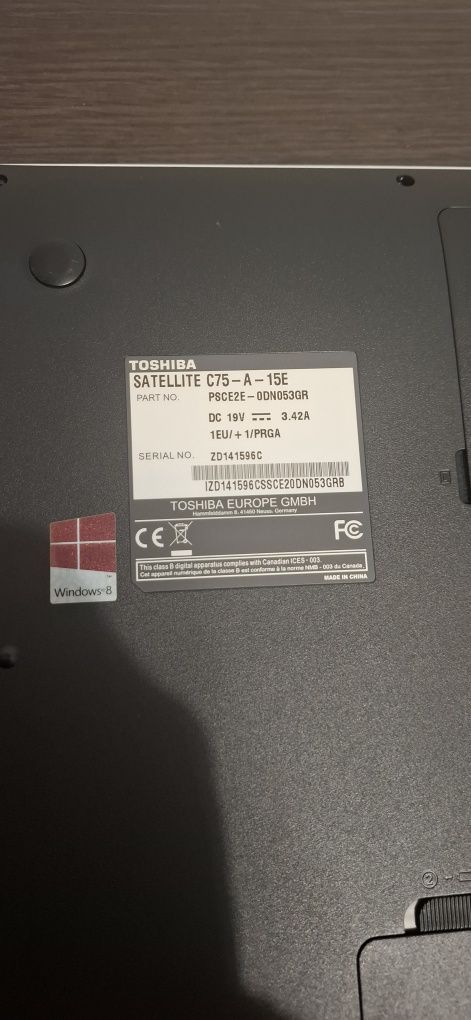 TOSHIBA
SATELLITE C75-A-15E
PART NO. PSCE2E-0DN053GR
DC 19V 3.42A
1EU/+1/PRGA
SERIAL NO. ZD141596C
IZD141596CSSCE20DN053GRB
TOSHIBA EUROPE GMBH
Hammfelddamm 8, 41460 Neuss, Germany
CE
FC
This class B digital apparatus complies with Canadian ICES-003.
Cet appareil numérique de la classe B est conforme à la norme NMB-003 du Canada.
MADE IN CHINA
Windows 8
2